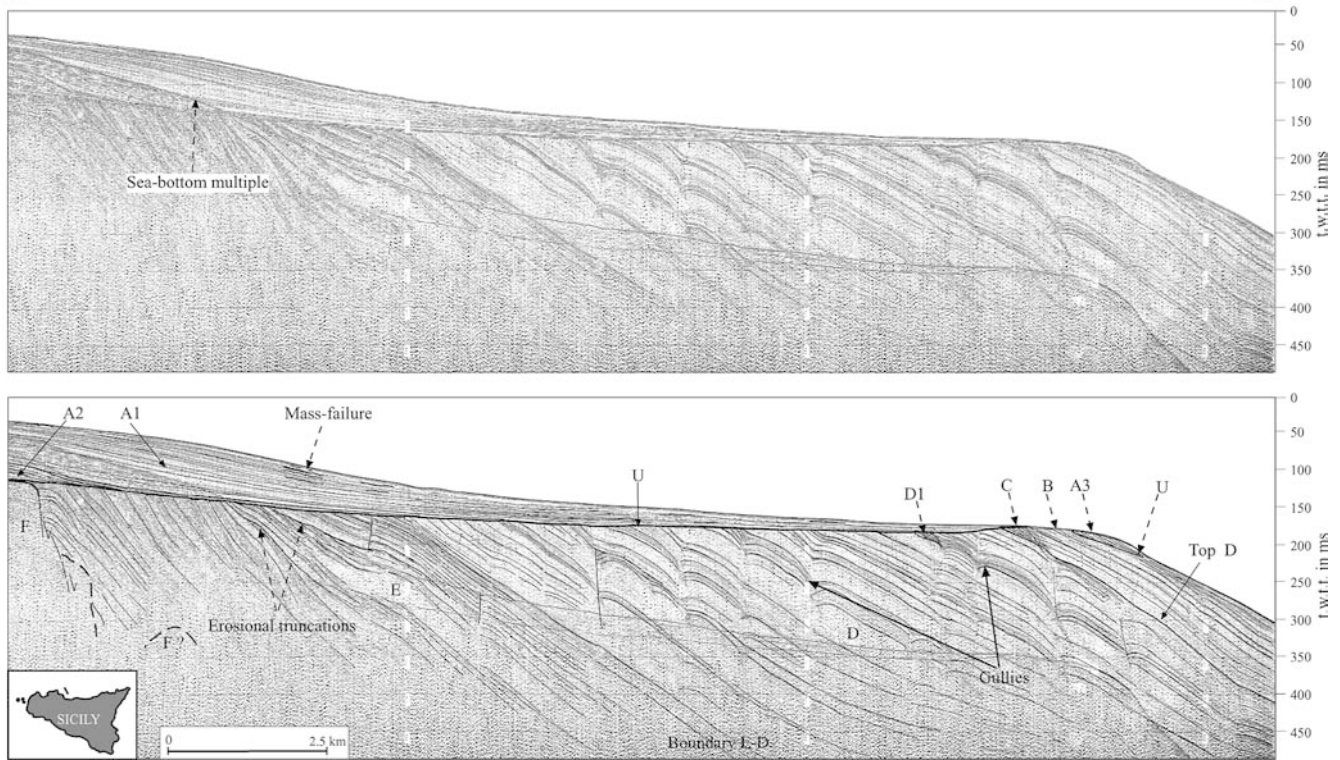 0
50
100
150
200
250
300
350
400
450
t.w.t.t. in ms
Sea-bottom multiple
A2
A1
Mass-failure
U
D1
C
B
A3
U
Top D
F
E
D
F ?
Erosional truncations
Gullies
Boundary E-D
SICILY
0
2.5 km
0
50
100
150
200
250
300
350
400
450
t.w.t.t. in ms